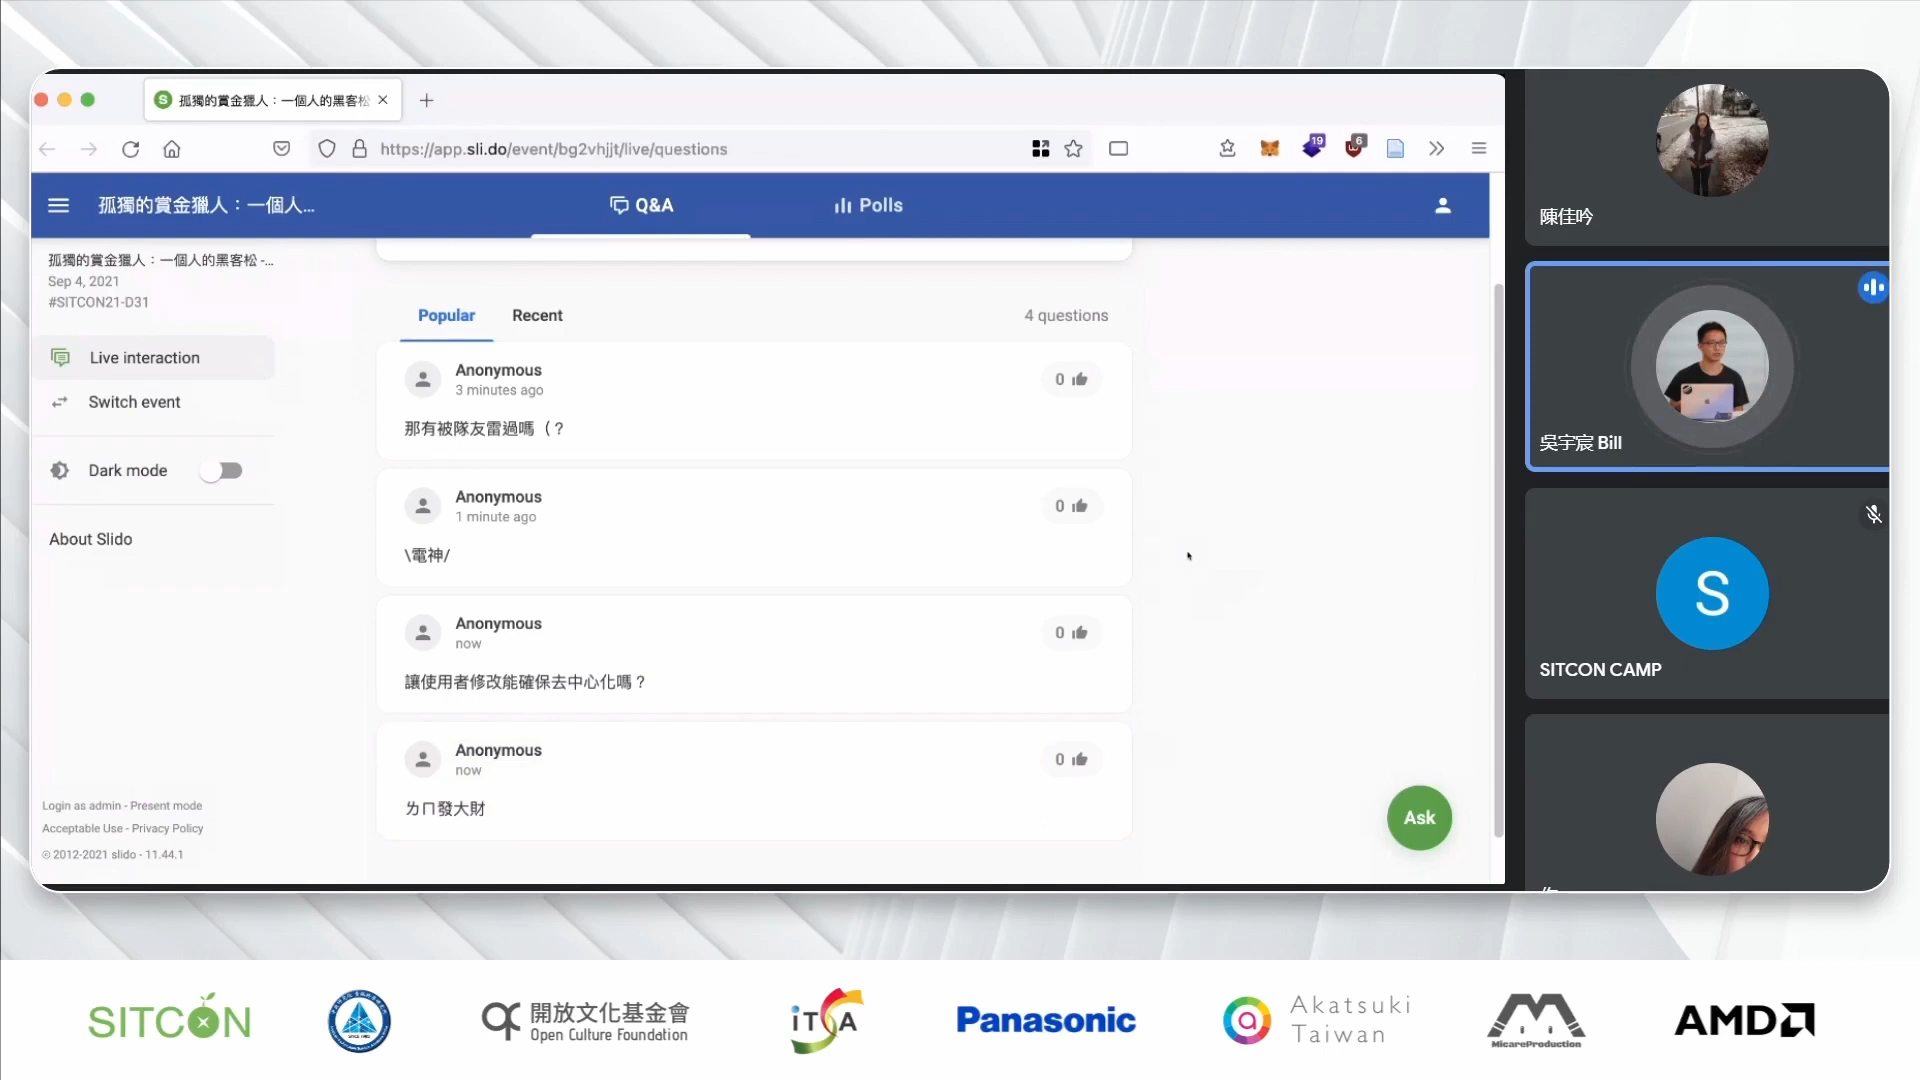 孤獨的賞金獵人：一個人的黑客松
https://app.sli.do/event/bg2vhjjt/live/questions
19
6
孤獨的賞金獵人：一個人...
Q&A
Polls
孤獨的賞金獵人：一個人的黑客松 -...
Sep 4, 2021
#SITCON21-D31
Live interaction
Switch event
Dark mode
About Slido
Login as admin - Present mode
Acceptable Use - Privacy Policy
© 2012-2021 slido - 11.44.1
Popular
Recent
4 questions
Anonymous
3 minutes ago
0
那有被隊友雷過嗎（？
Anonymous
1 minute ago
0
\電神/
Anonymous
now
0
讓使用者修改能確保去中心化嗎？
Anonymous
now
0
ㄌㄇ發大財
Ask
陳佳吟
吳宇宸 Bill
S
SITCON CAMP
SITCON
開放文化基金會
Open Culture Foundation
iTSA
Panasonic
Akatsuki
Taiwan
MicareProduction
AMD